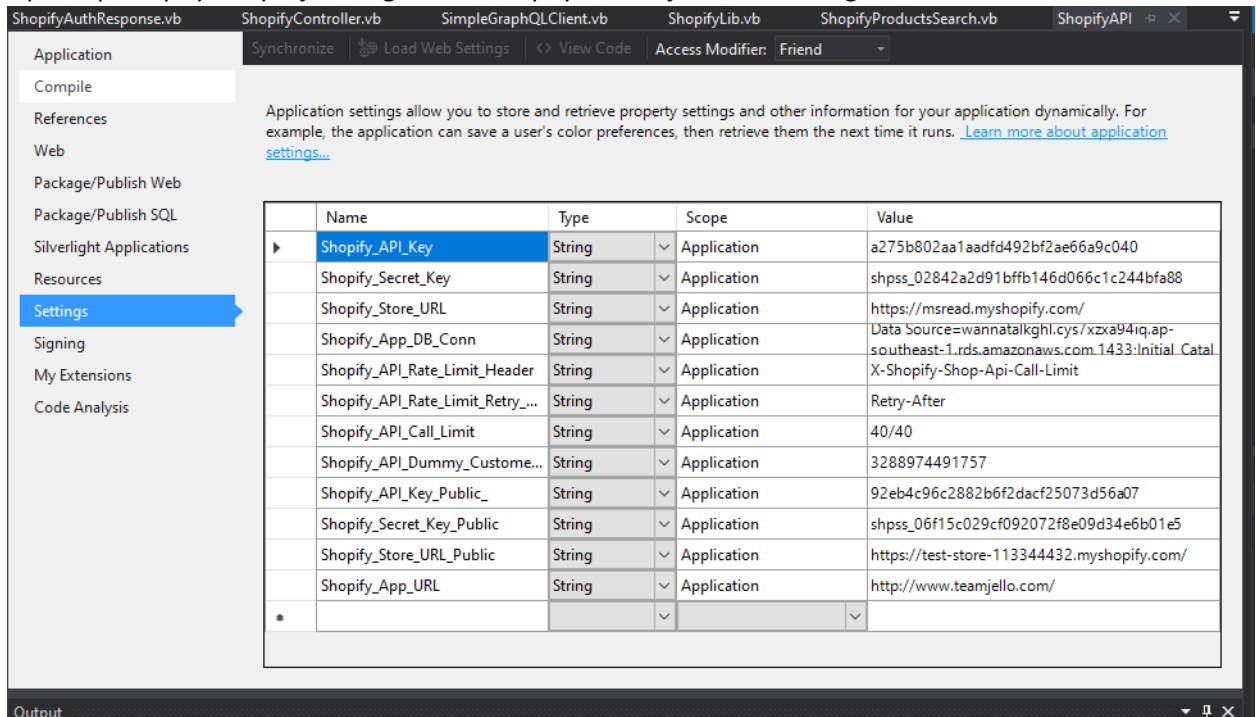 ShopifyAuthResponse.vb ShopifyController.vb SimpleGraphQLClient.vb ShopifyLib.vb ShopifyProductsSearch.vb ShopifyAPI
Synchronize Load Web Settings <> View Code Access Modifier: Friend
Application
Compile
References
Web
Package/Publish Web
Package/Publish SQL
Silverlight Applications
Resources
Settings
Signing
My Extensions
Code Analysis
Application settings allow you to store and retrieve property settings and other information for your application dynamically. For
example, the application can save a user's color preferences, then retrieve them the next time it runs. Learn more about application
settings...
Name Type Scope Value
Shopify_API_Key String Application a275b802aa1aadfd492bf2ae66a9c040
Shopify_Secret_Key String Application 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
Shopify_Store_URL String Application https://msread.myshopify.com/
Shopify_App_DB_Conn String Application Data
southeast-1.rds.amazonaws.com,1433;Initial Catal
Shopify_API_Rate_Limit_Header String Application X-Shopify-Shop-Api-Call-Limit
Shopify_API_Rate_Limit_Retry_... String Application Retry-After
Shopify_API_Call_Limit String Application 40/40
Shopify_API_Dummy_Custome... String Application 3288974491757
Shopify_API_Key_Public_ String Application 92eb4c96c2882b6f2dacf25073d56a07
Shopify_Secret_Key_Public String Application 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
Shopify_Store_URL_Public String Application https://test-store-113344432.myshopify.com/
Shopify_App_URL String Application http://www.teamjello.com/
Output